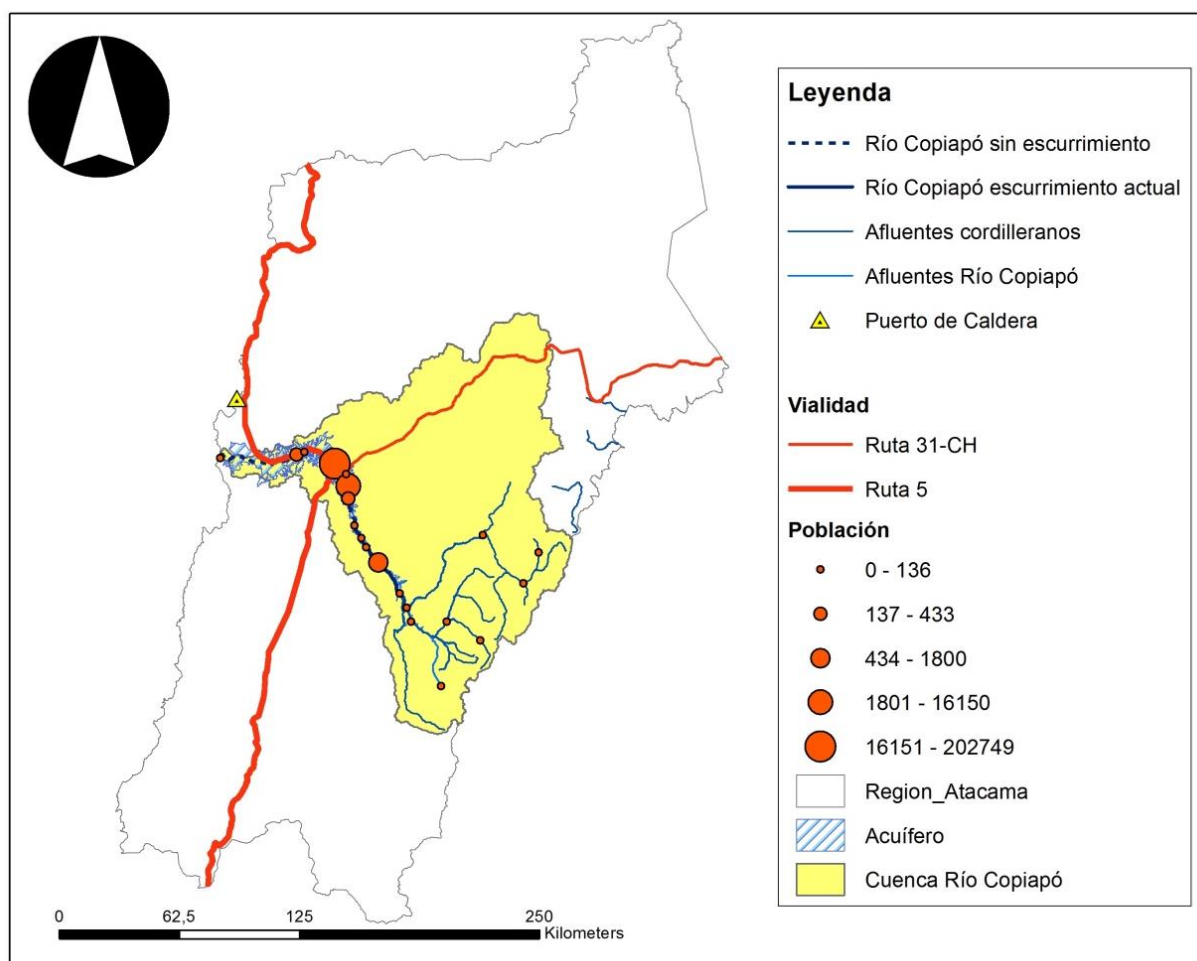 Leyenda
Río Copiapó sin escurrimiento
Río Copiapó escurrimiento actual
Afluentes cordilleranos
Afluentes Río Copiapó
Puerto de Caldera
Vialidad
Ruta 31-CH
Ruta 5
Población
0 - 136
137 - 433
434 - 1800
1801 - 16150
16151 - 202749
Region_Atacama
Acuífero
Cuenca Río Copiapó
0 62,5 125 250
Kilometers